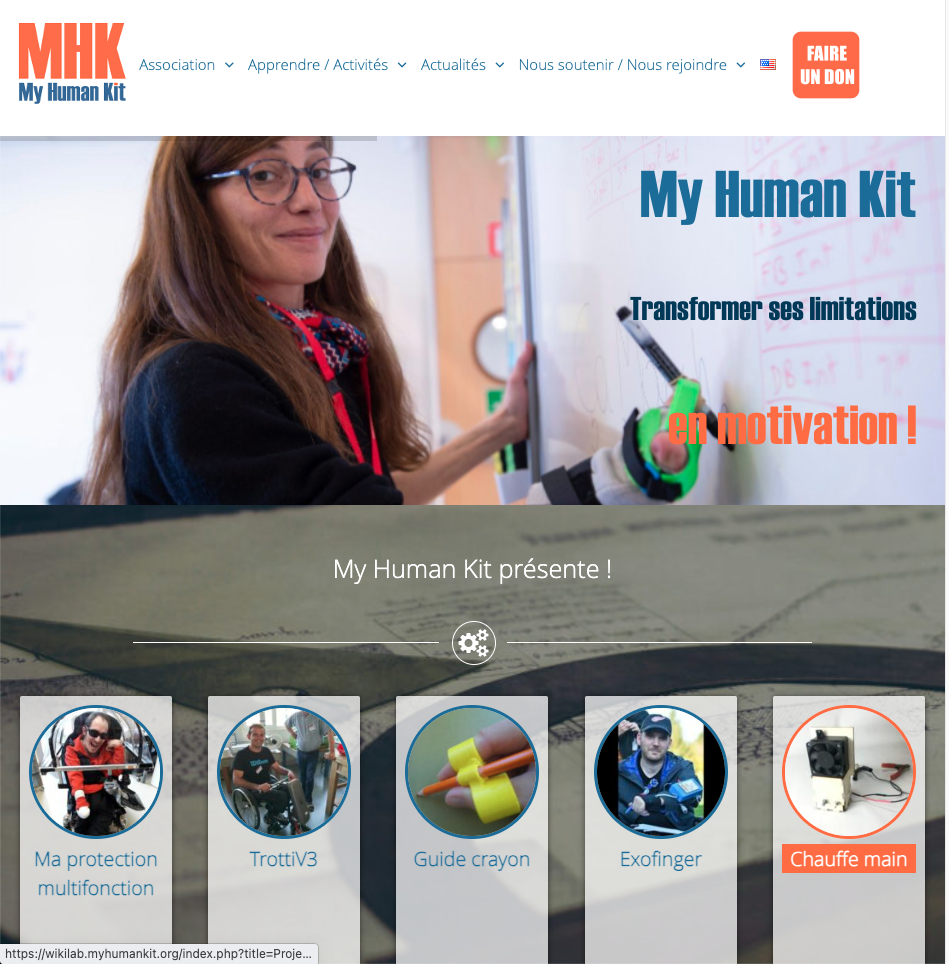 MHK
My Human Kit
Association
Apprendre / Activités
Actualités
Nous soutenir / Nous rejoindre
FAIRE
UN DON
My Human Kit
Transformer ses limitations
en motivation !
My Human Kit présente !
Ma protection
multifonction
TrottiV3
Guide crayon
Exofinger
Chauffe main
https://wikilab.myhumankit.org/index.php?title=Proje...